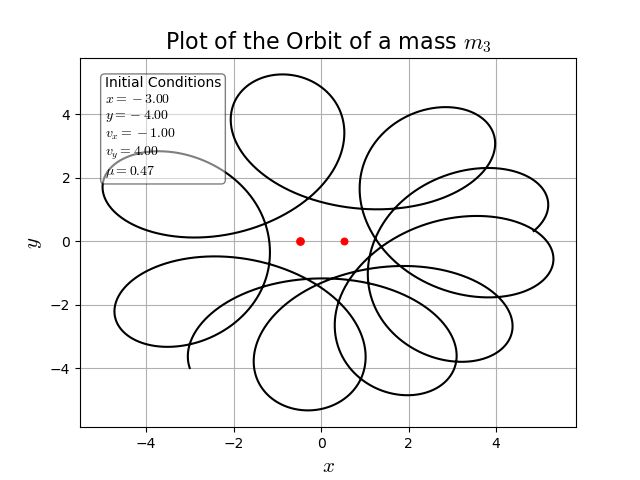 Plot of the Orbit of a mass m₃
Initial Conditions
x = −3.00
y = −4.00
vₓ = −1.00
v_y = 4.00
μ = 0.47
4
2
0
−2
−4
y
−4
−2
0
2
4
x